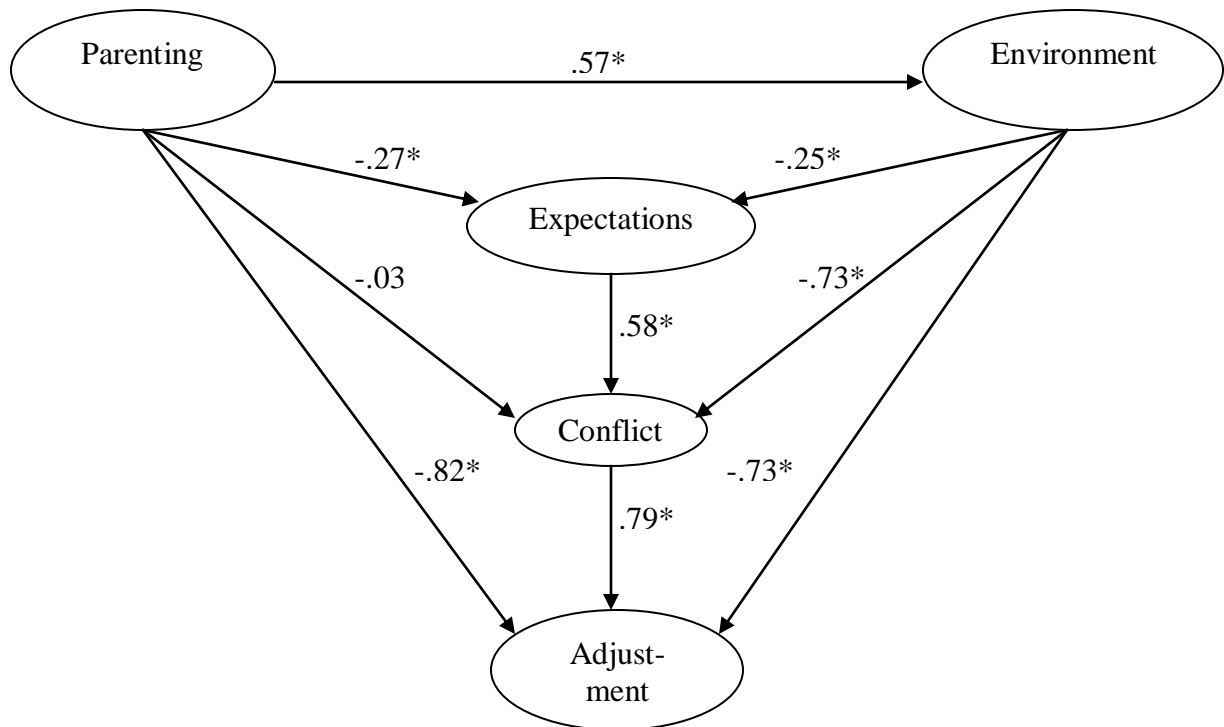 Parenting
Environment
.57*
-.27*
-.25*
Expectations
-.03
-.73*
.58*
Conflict
-.82*
-.73*
.79*
Adjust-
ment